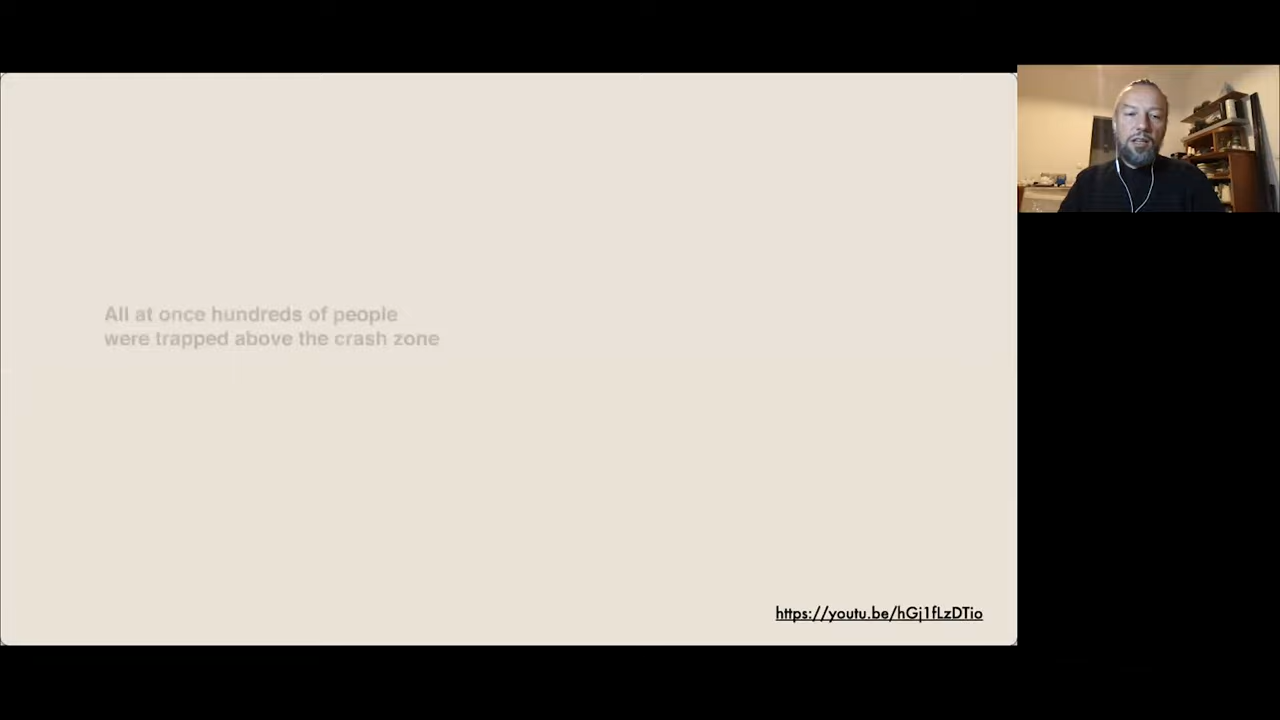 All at once hundreds of people
were trapped above the crash zone
https://youtu.be/hGj1fLzDTio